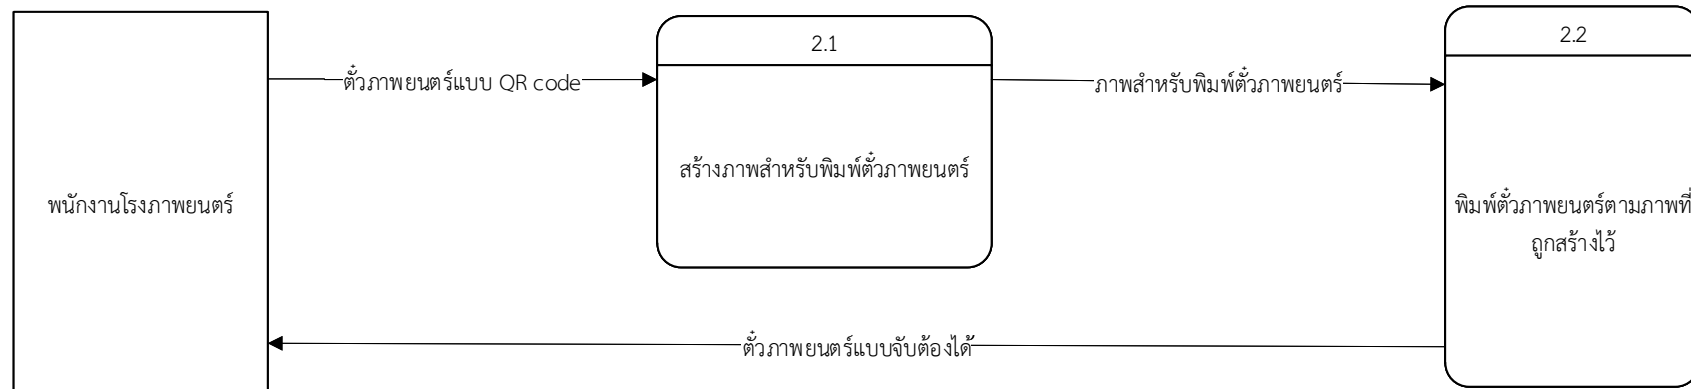 พนักงานโรงภาพยนตร์
ตั๋วภาพยนตร์แบบ QR code
2.1
สร้างภาพสำหรับพิมพ์ตั๋วภาพยนตร์
ภาพสำหรับพิมพ์ตั๋วภาพยนตร์
2.2
พิมพ์ตั๋วภาพยนตร์ตามภาพที่
ถูกสร้างไว้
ตั๋วภาพยนตร์แบบจับต้องได้